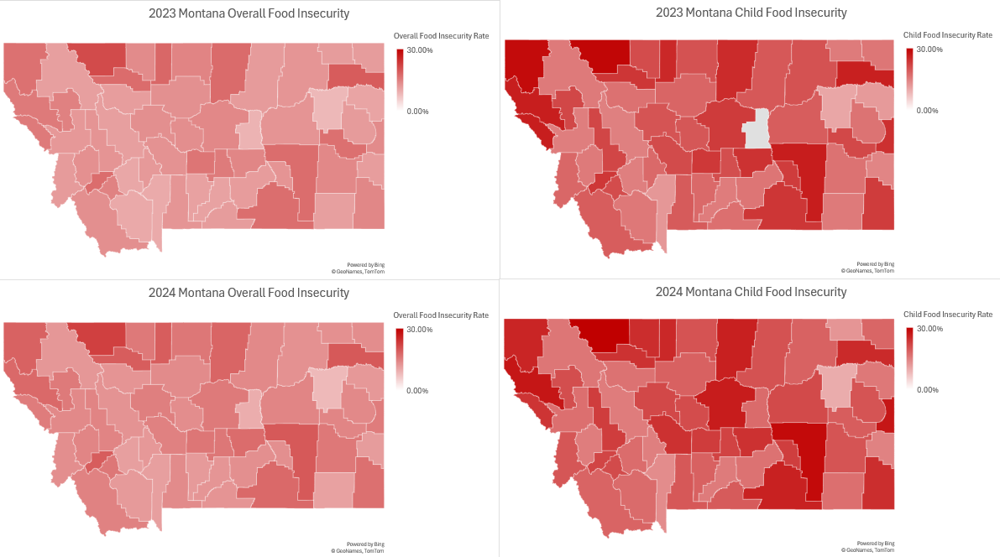 2023 Montana Overall Food Insecurity
Overall Food Insecurity Rate
30.00%
0.00%
Powered by Bing
© GeoNames, TomTom
2023 Montana Child Food Insecurity
Child Food Insecurity Rate
30.00%
0.00%
Powered by Bing
© GeoNames, TomTom
2024 Montana Overall Food Insecurity
Overall Food Insecurity Rate
30.00%
0.00%
Powered by Bing
© GeoNames, TomTom
2024 Montana Child Food Insecurity
Child Food Insecurity Rate
30.00%
0.00%
Powered by Bing
© GeoNames, TomTom